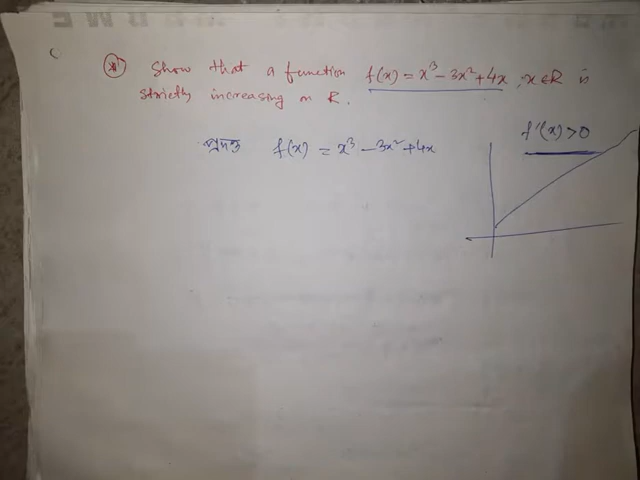 Show that a function f(x) = x³ – 3x² + 4x, x ∈ R is
strictly increasing on R.
f'(x) > 0
প্রদত্ত f(x) = x³ – 3x² + 4x